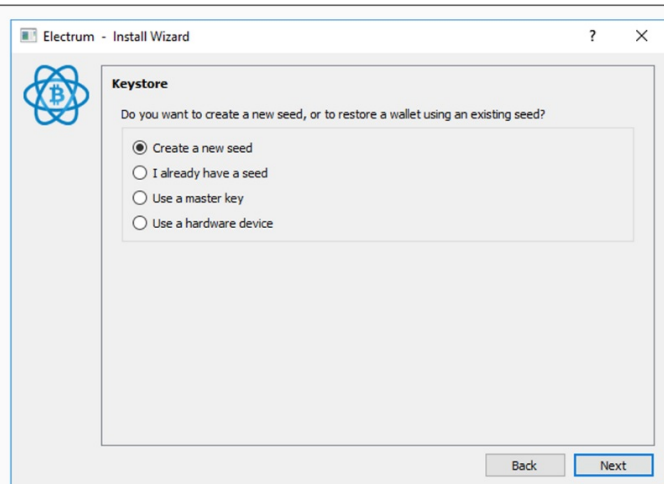 Electrum - Install Wizard
?
Keystore
Do you want to create a new seed, or to restore a wallet using an existing seed?
Create a new seed
I already have a seed
Use a master key
Use a hardware device
Back
Next